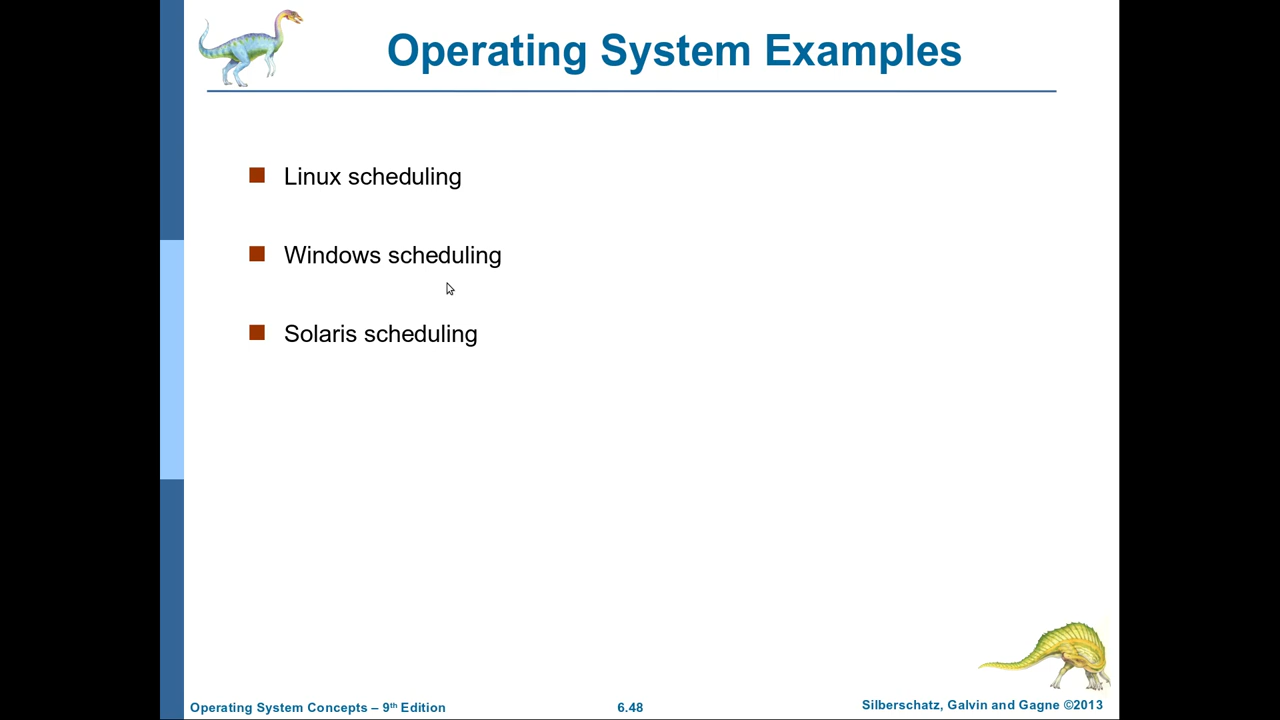 Operating System Examples
Linux scheduling
Windows scheduling
Solaris scheduling
Operating System Concepts – 9th Edition
6.48
Silberschatz, Galvin and Gagne ©2013